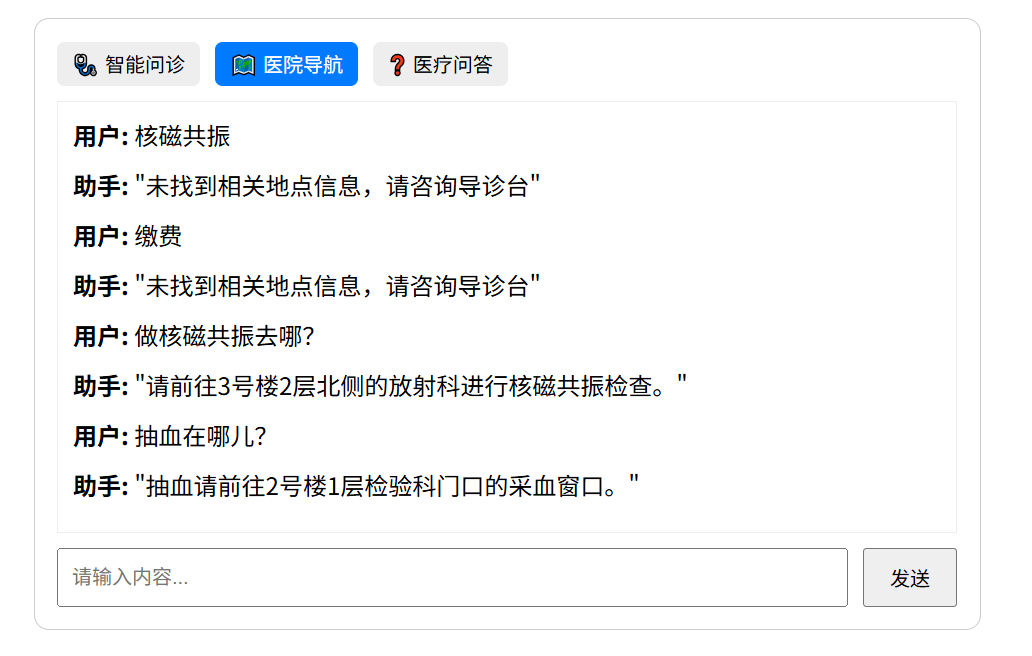 智能问诊 医院导航 医疗问答
用户: 核磁共振
助手: "未找到相关地点信息，请咨询导诊台"
用户: 缴费
助手: "未找到相关地点信息，请咨询导诊台"
用户: 做核磁共振去哪？
助手: "请前往3号楼2层北侧的放射科进行核磁共振检查。"
用户: 抽血在哪儿？
助手: "抽血请前往2号楼1层检验科门口的采血窗口。"
请输入内容... 发送